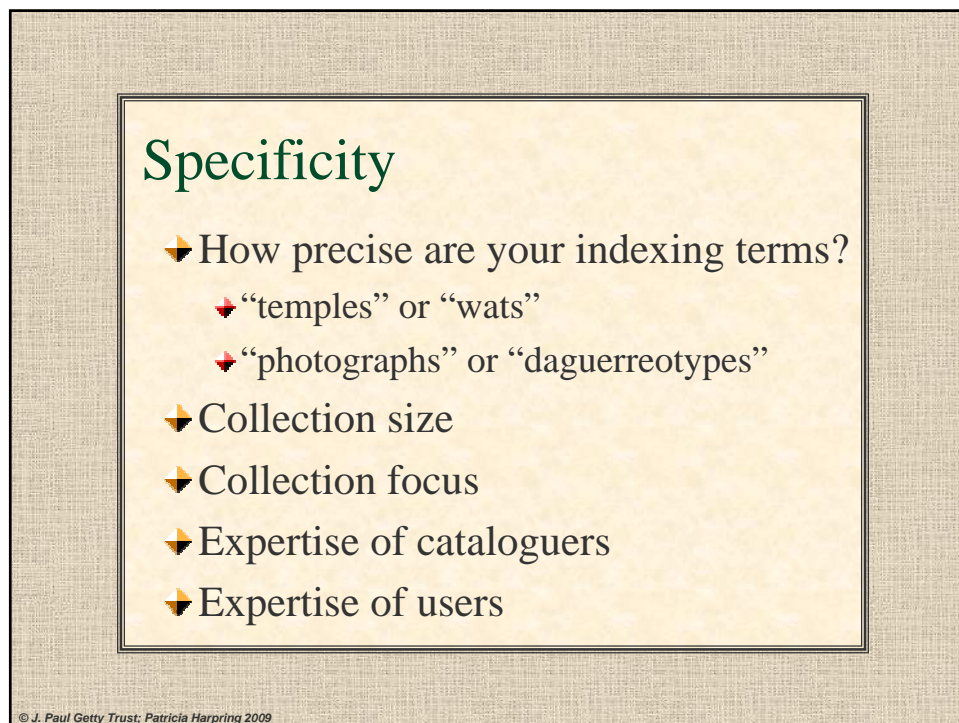 Specificity
How precise are your indexing terms?
“temples” or “wats”
“photographs” or “daguerreotypes”
Collection size
Collection focus
Expertise of cataloguers
Expertise of users
© J. Paul Getty Trust; Patricia Harpring 2009